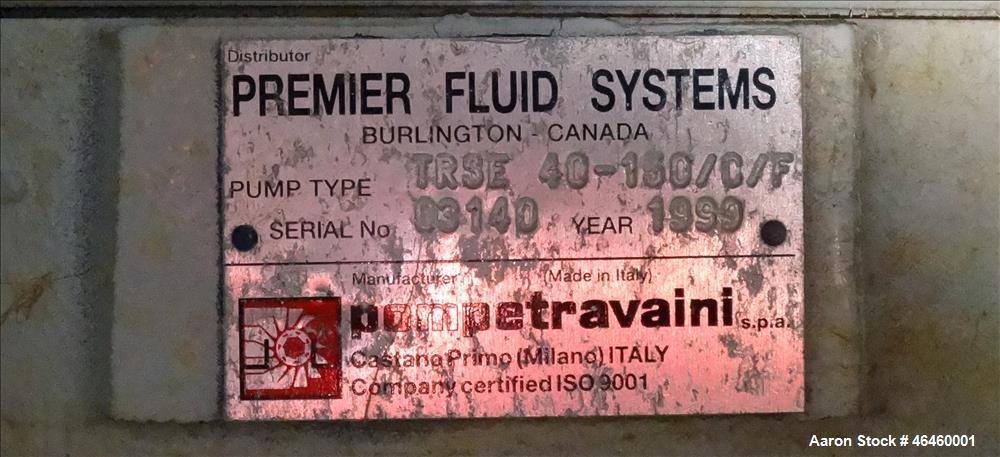 Distributor
PREMIER FLUID SYSTEMS
BURLINGTON - CANADA
PUMP TYPE TRSE 40-150/C/F
SERIAL No 03140 YEAR 1999
Manufacturer (Made in Italy)
pompetravaini s.p.a.
Castano Primo (Milano) ITALY
Company certified ISO 9001
Aaron Stock # 46460001